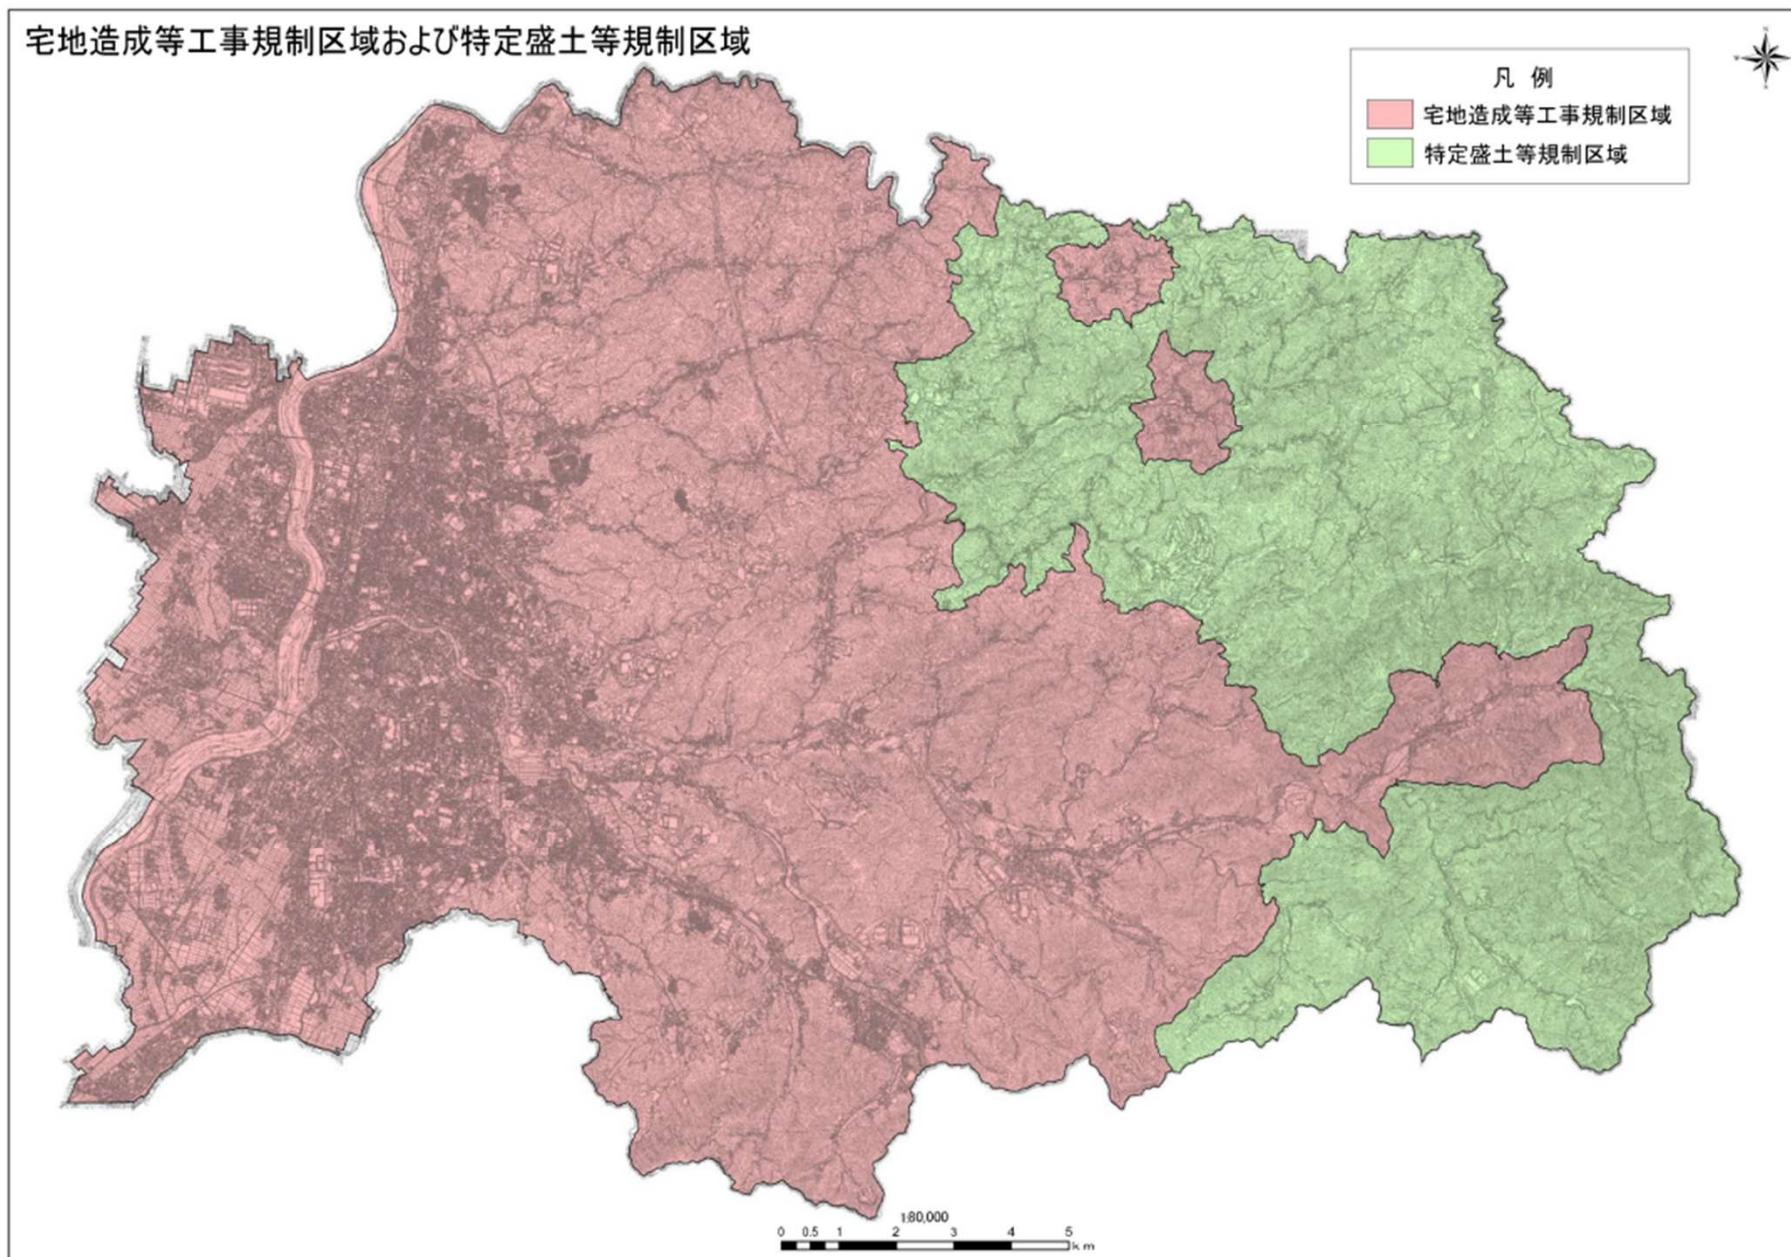 宅地造成等工事規制区域および特定盛土等規制区域
凡 例
宅地造成等工事規制区域
特定盛土等規制区域
1:80,000
0 0.5 1 2 3 4 5
km